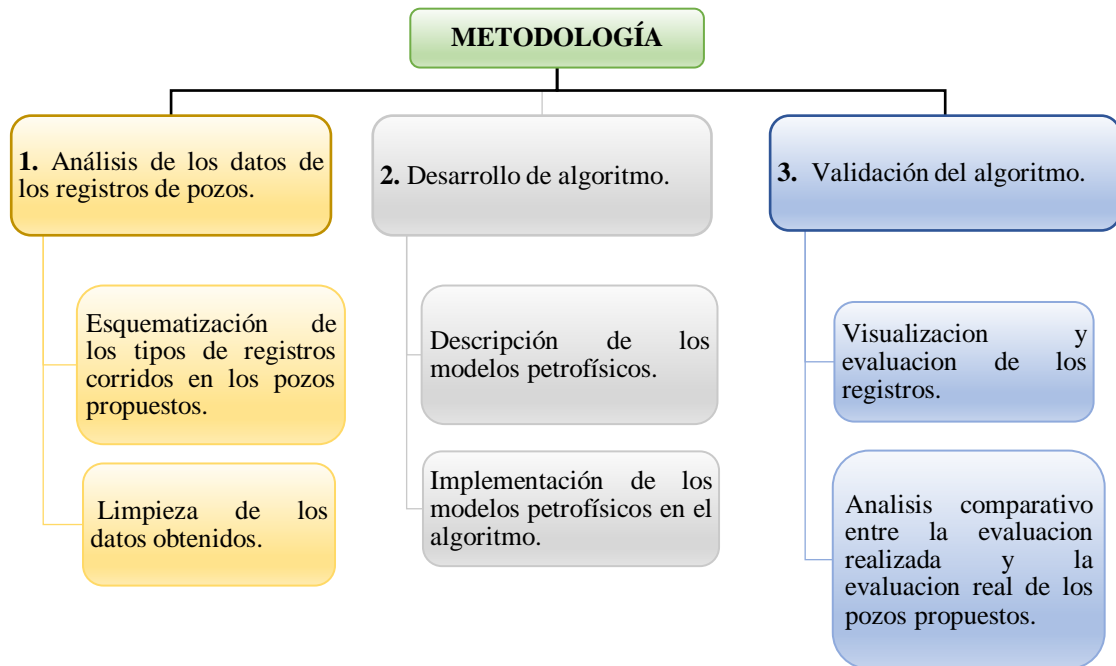 METODOLOGÍA
1. Análisis de los datos de
los registros de pozos.
Esquematización de
los tipos de registros
corridos en los pozos
propuestos.
Limpieza de los
datos obtenidos.
2. Desarrollo de algoritmo.
Descripción de los
modelos petrofísicos.
Implementación de los
modelos petrofísicos en el
algoritmo.
3. Validación del algoritmo.
Visualizacion y
evaluacion de los
registros.
Analisis comparativo
entre la evaluacion
realizada y la
evaluacion real de los
pozos propuestos.